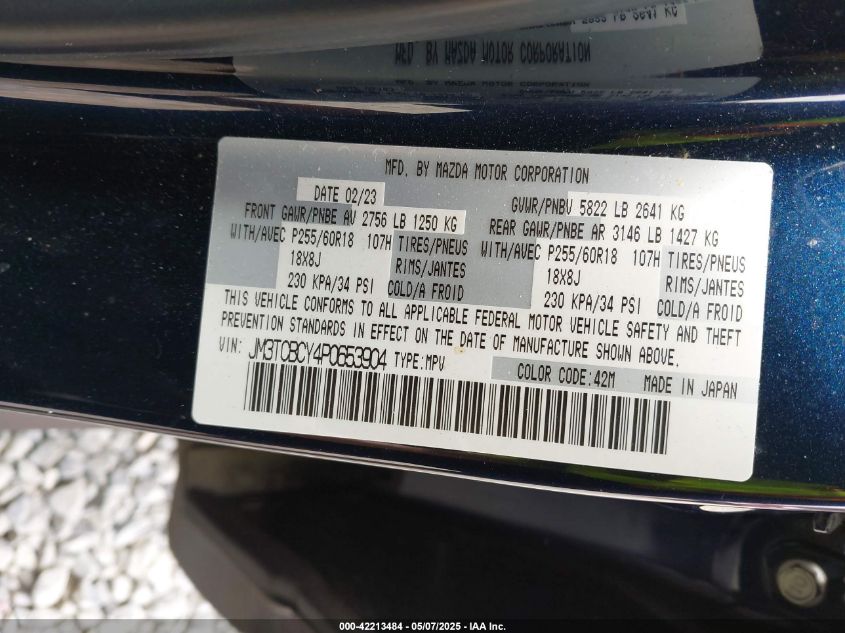 MFD. BY MAZDA MOTOR CORPORATION
MFD. BY MAZDA MOTOR CORPORATION
DATE 02/23
GVWR/PNBV 5822 LB 2641 KG
FRONT GAWR/PNBE AV 2756 LB 1250 KG
REAR GAWR/PNBE AR 3146 LB 1427 KG
WITH/AVEC P255/60R18 107H TIRES/PNEUS
18X8J RIMS/JANTES
230 KPA/34 PSI COLD/A FROID
WITH/AVEC P255/60R18 107H TIRES/PNEUS
18X8J RIMS/JANTES
230 KPA/34 PSI COLD/A FROID
THIS VEHICLE CONFORMS TO ALL APPLICABLE FEDERAL MOTOR VEHICLE SAFETY AND THEFT
PREVENTION STANDARDS IN EFFECT ON THE DATE OF MANUFACTURE SHOWN ABOVE.
VIN: JM3TCBCY4P0653904 TYPE:MPV
COLOR CODE:42M MADE IN JAPAN
000-42213484 - 05/07/2025 - IAA Inc.